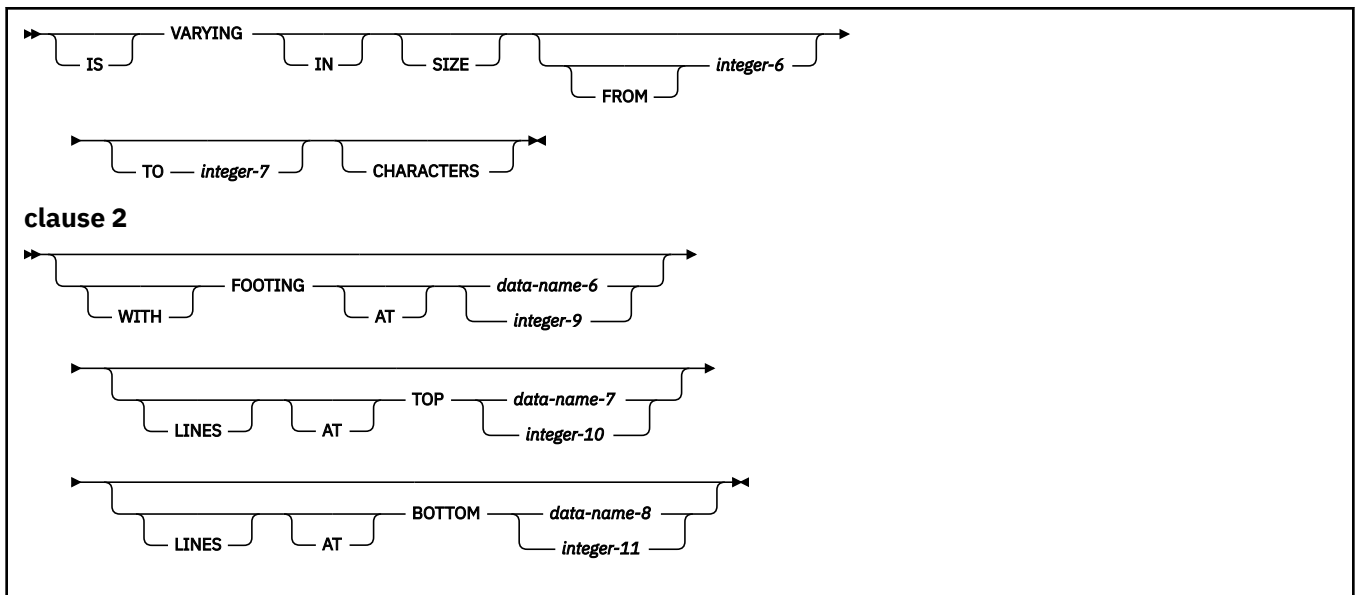 VARYING
IS IN SIZE integer-6
FROM
TO integer-7 CHARACTERS
clause 2
FOOTING data-name-6
WITH AT integer-9
TOP data-name-7
LINES AT integer-10
BOTTOM data-name-8
LINES AT integer-11